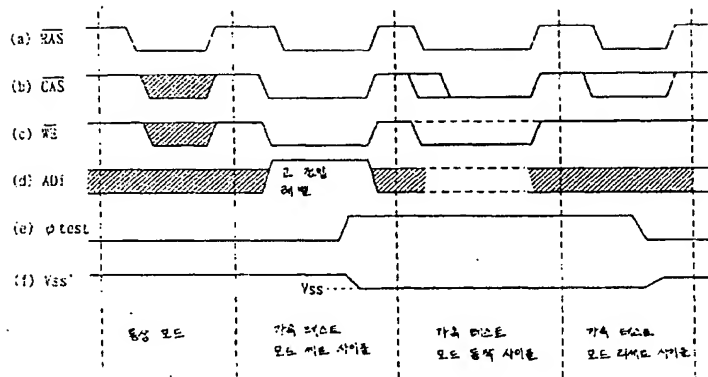 (a) RAS
(b) CAS
(c) WE
(d) ADi
고 전압
레벨
(e) φ test
(f) Vss'
Vss
통상 모드
가속 테스트
모드 세트 사이클
가속 테스트
모드 동작 사이클
가속 테스트
모드 리세트 사이클